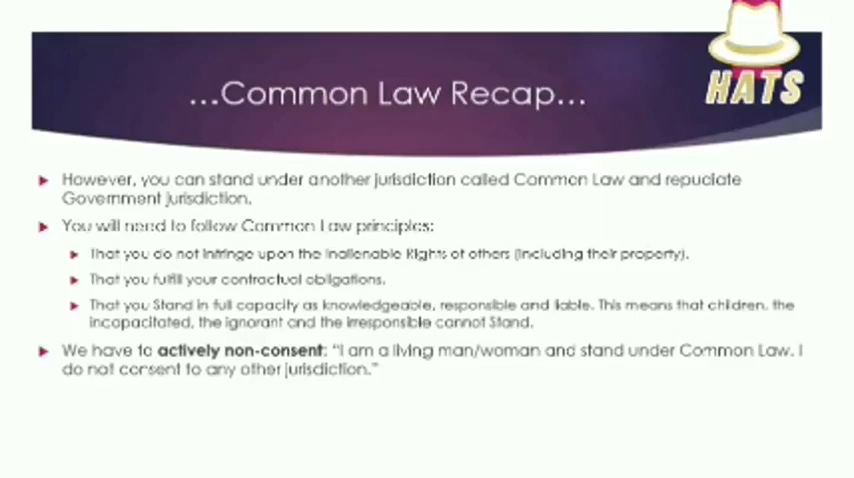 HATS
...Common Law Recap...
However, you can stand under another jurisdiction called Common Law and repudiate
Government jurisdiction.
You will need to follow Common Law principles:
That you do not infringe upon the Inalienable Rights of others (including their property).
That you fulfill your contractual obligations.
That you Stand in full capacity as knowledgeable, responsible and liable. This means that children, the
incapacitated, the ignorant and the irresponsible cannot Stand.
We have to actively non-consent: "I am a living man/woman and stand under Common Law. I
do not consent to any other jurisdiction."